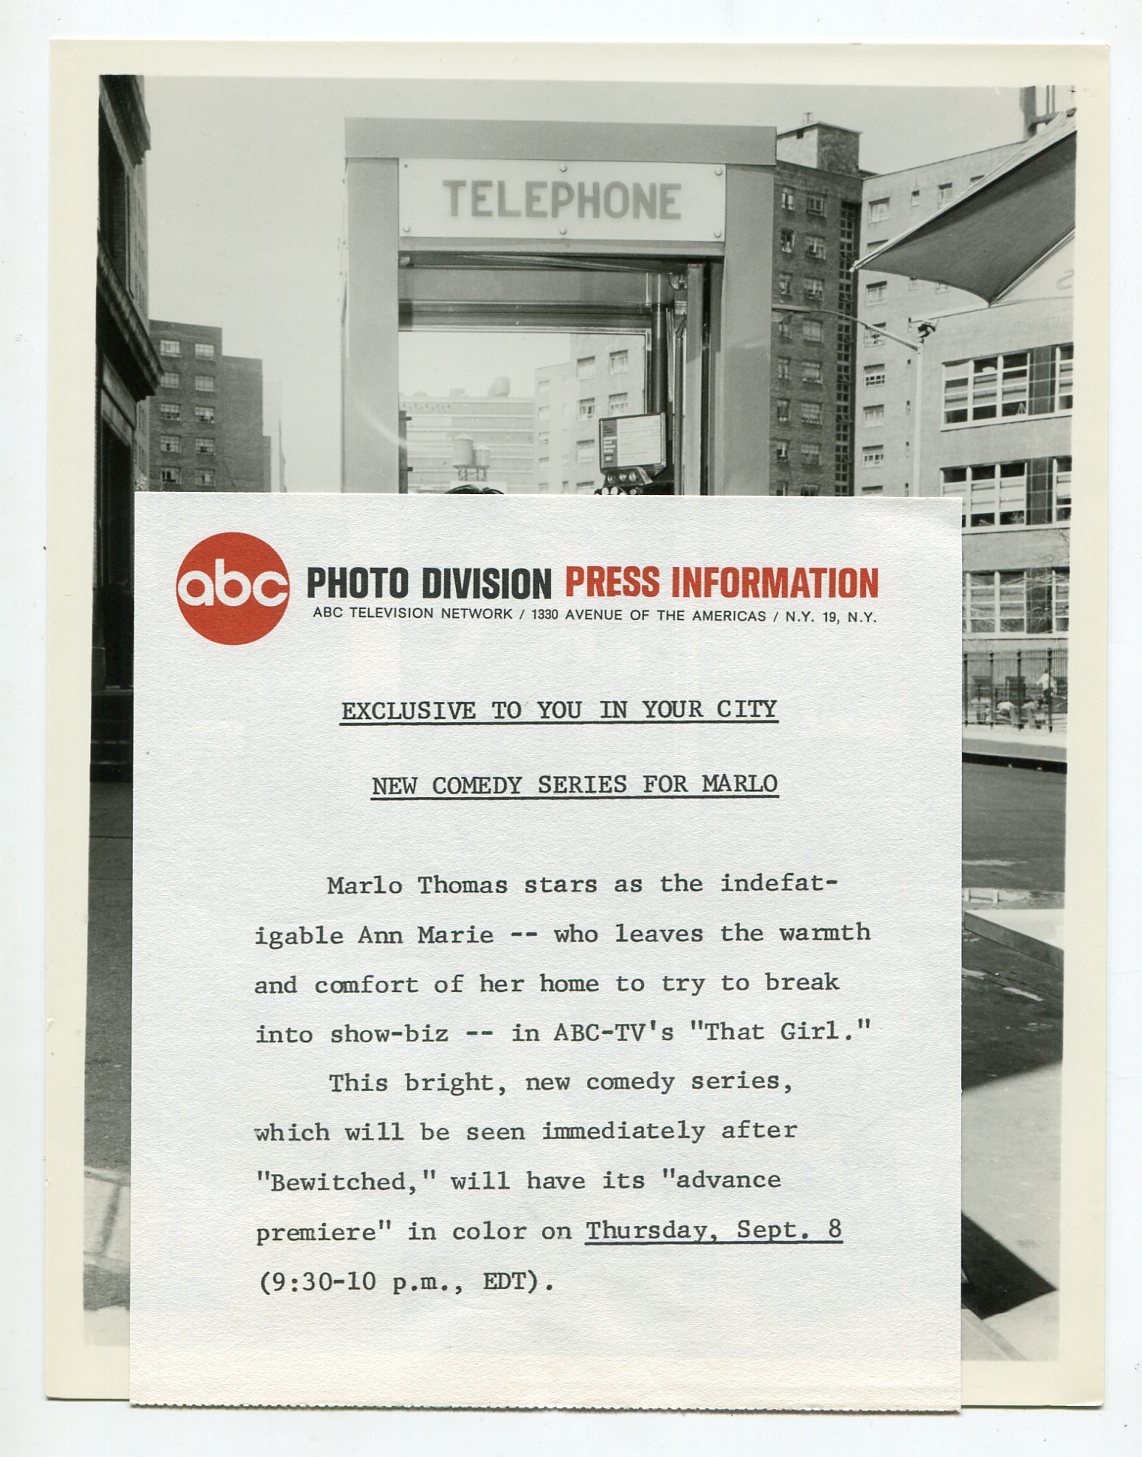 TELEPHONE
abc PHOTO DIVISION PRESS INFORMATION
ABC TELEVISION NETWORK / 1330 AVENUE OF THE AMERICAS / N.Y. 19, N.Y.
EXCLUSIVE TO YOU IN YOUR CITY
NEW COMEDY SERIES FOR MARLO
Marlo Thomas stars as the indefat-
igable Ann Marie -- who leaves the warmth
and comfort of her home to try to break
into show-biz -- in ABC-TV's "That Girl."
This bright, new comedy series,
which will be seen immediately after
"Bewitched," will have its "advance
premiere" in color on Thursday, Sept. 8
(9:30-10 p.m., EDT).